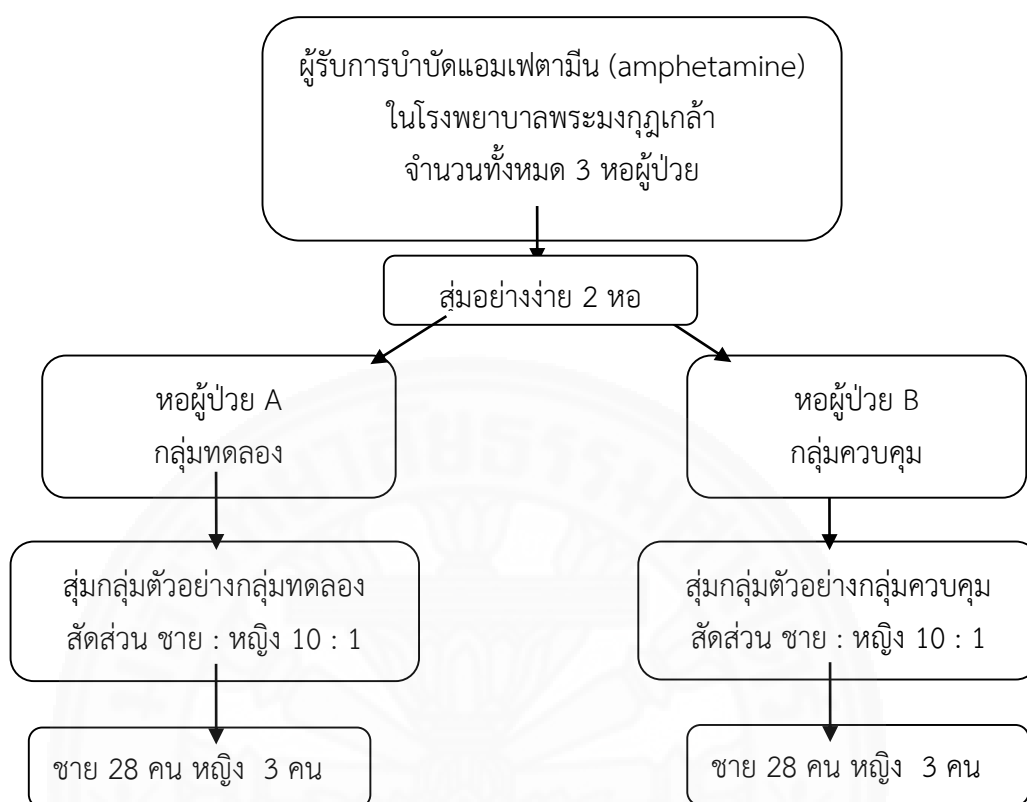 ผู้รับการบำบัดแอมเฟตามีน (amphetamine)
ในโรงพยาบาลพระมงกุฎเกล้า
จำนวนทั้งหมด 3 หอผู้ป่วย
สุ่มอย่างง่าย 2 หอ
หอผู้ป่วย A
กลุ่มทดลอง
หอผู้ป่วย B
กลุ่มควบคุม
สุ่มกลุ่มตัวอย่างกลุ่มทดลอง
สัดส่วน ชาย : หญิง 10 : 1
สุ่มกลุ่มตัวอย่างกลุ่มควบคุม
สัดส่วน ชาย : หญิง 10 : 1
ชาย 28 คน หญิง 3 คน
ชาย 28 คน หญิง 3 คน